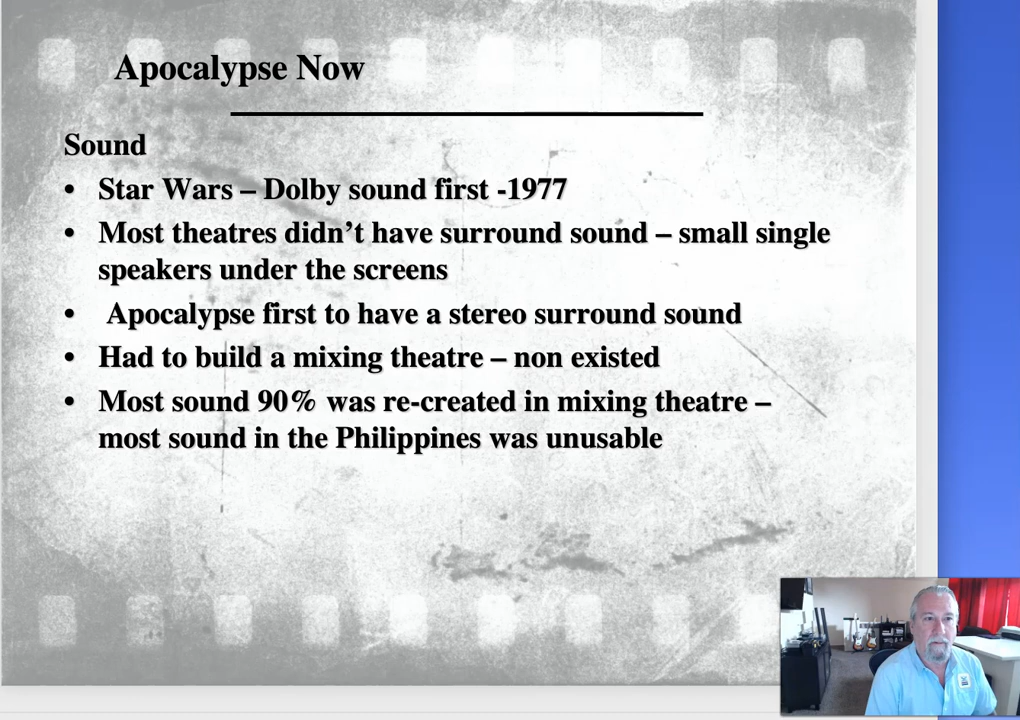 Apocalypse Now
Sound
• Star Wars – Dolby sound first -1977
• Most theatres didn’t have surround sound – small single
speakers under the screens
• Apocalypse first to have a stereo surround sound
• Had to build a mixing theatre – non existed
• Most sound 90% was re-created in mixing theatre –
most sound in the Philippines was unusable